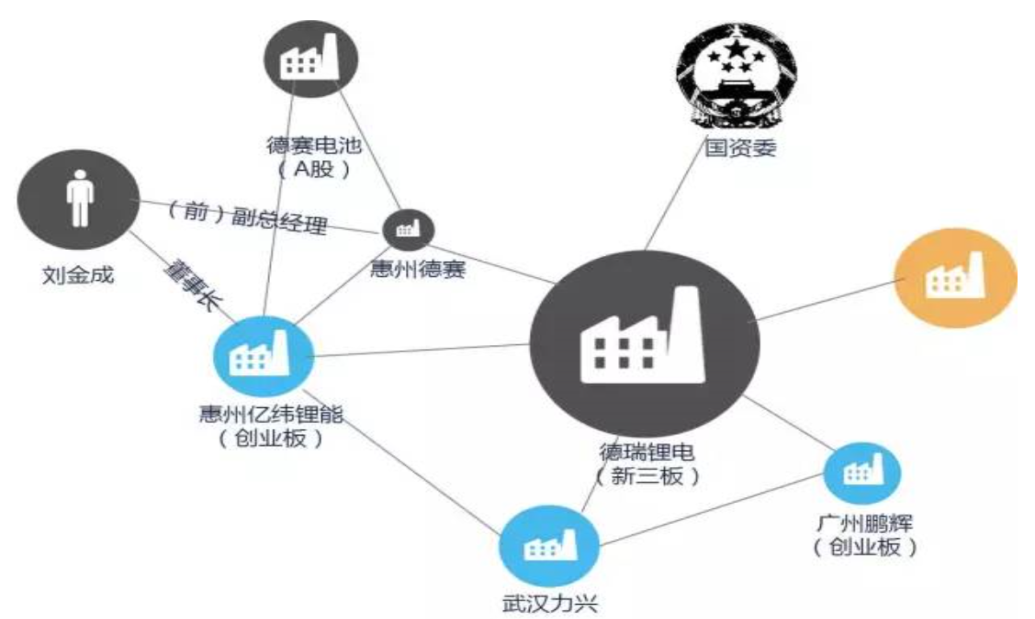 德赛电池
（A股）
国资委
（前）副总经理
刘金成
董事长
惠州德赛
惠州亿纬锂能
（创业板）
德瑞锂电
（新三板）
广州鹏辉
（创业板）
武汉力兴